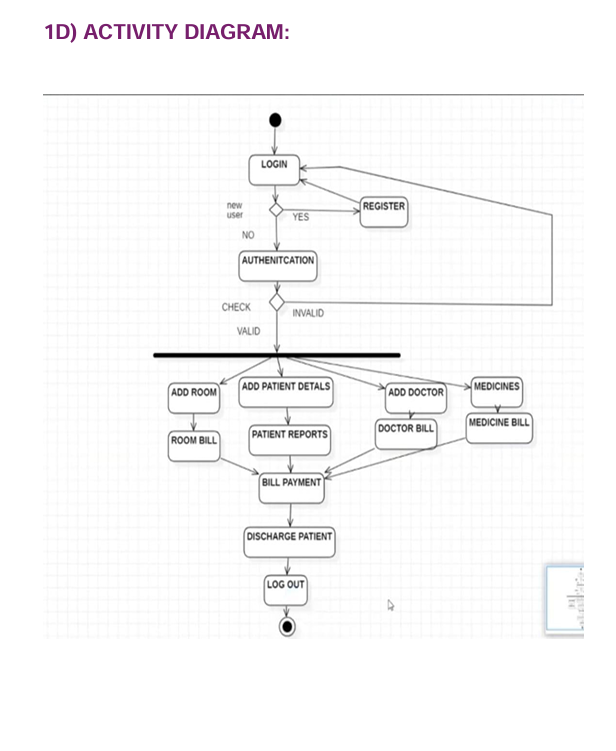 1D) ACTIVITY DIAGRAM:
LOGIN
new
user
YES
REGISTER
NO
AUTHENITCATION
CHECK
INVALID
VALID
ADD ROOM
ADD PATIENT DETALS
ADD DOCTOR
MEDICINES
ROOM BILL
PATIENT REPORTS
DOCTOR BILL
MEDICINE BILL
BILL PAYMENT
DISCHARGE PATIENT
LOG OUT